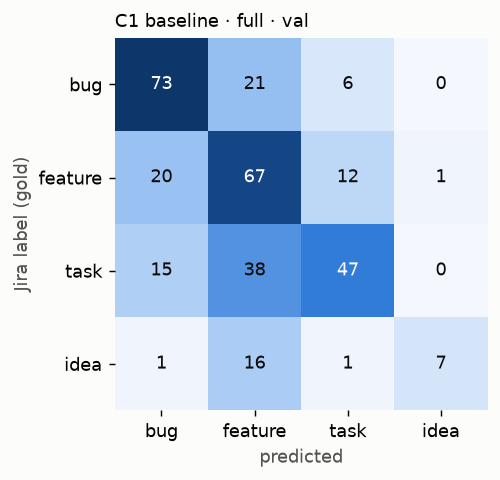 C1 baseline · full · val
Jira label (gold)
bug 73 21 6 0
feature 20 67 12 1
task 15 38 47 0
idea 1 16 1 7
bug feature task idea
predicted